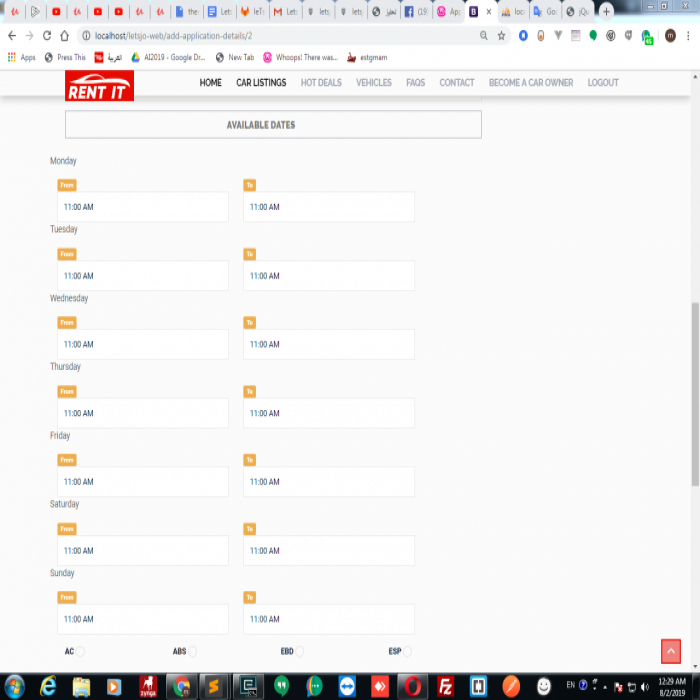 the
Let
leT
M Let
lets
lets
(19
Ap
B
loc
Go
jQu
localhost/letsjo-web/add-application-details/2
m
Apps Press This العربية AI2019 - Google Dr... New Tab Whoops! There was... estgmam
RENT IT HOME CAR LISTINGS HOT DEALS VEHICLES FAQS CONTACT BECOME A CAR OWNER LOGOUT
AVAILABLE DATES
Monday
From To
11:00 AM 11:00 AM
Tuesday
From To
11:00 AM 11:00 AM
Wednesday
From To
11:00 AM 11:00 AM
Thursday
From To
11:00 AM 11:00 AM
Friday
From To
11:00 AM 11:00 AM
Saturday
From To
11:00 AM 11:00 AM
Sunday
From To
11:00 AM 11:00 AM
AC ABS EBD ESP
zynga EN 12:29 AM
8/2/2019